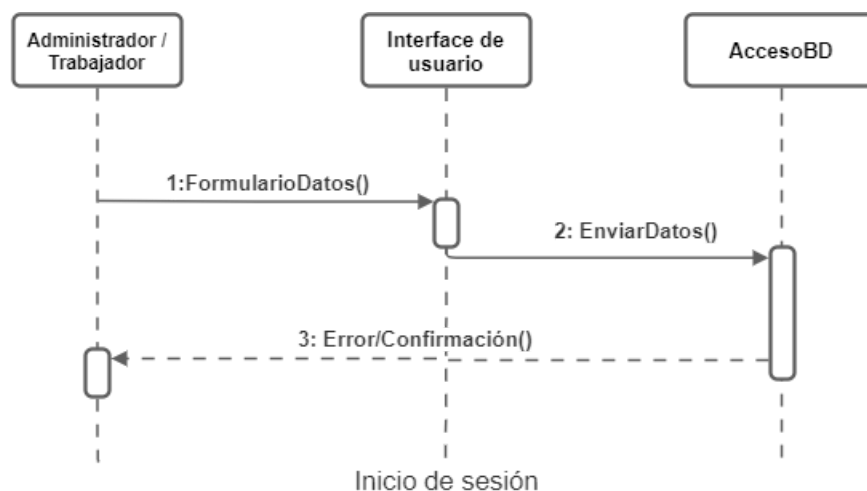 Administrador /
Trabajador
Interface de
usuario
AccesoBD
1:FormularioDatos()
2: EnviarDatos()
3: Error/Confirmación()
Inicio de sesión